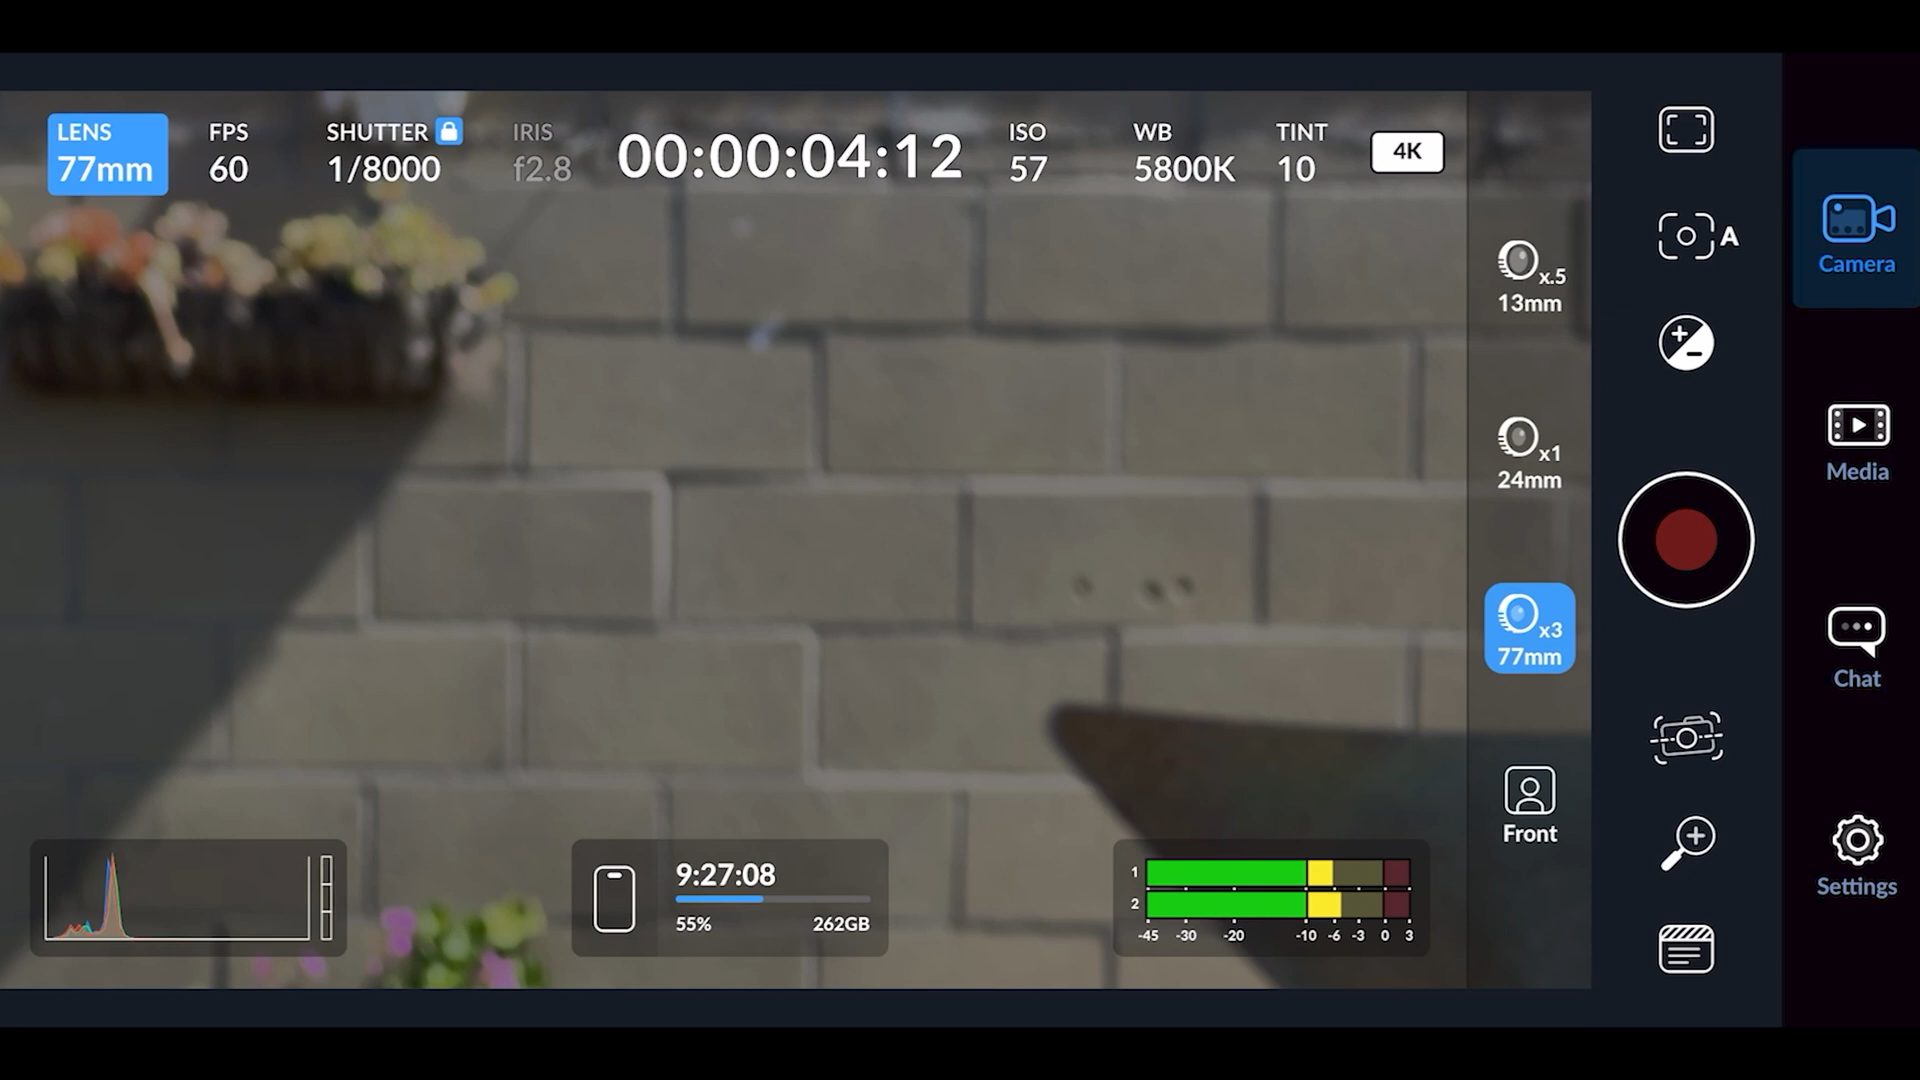 LENS
77mm
FPS
60
SHUTTER
1/8000
IRIS
f2.8
00:00:04:12
ISO
57
WB
5800K
TINT
10
4K
x.5
13mm
x1
24mm
x3
77mm
Front
A
Camera
Media
Chat
Settings
9:27:08
55% 262GB
1
2
-45 -30 -20 -10 -6 -3 0 3